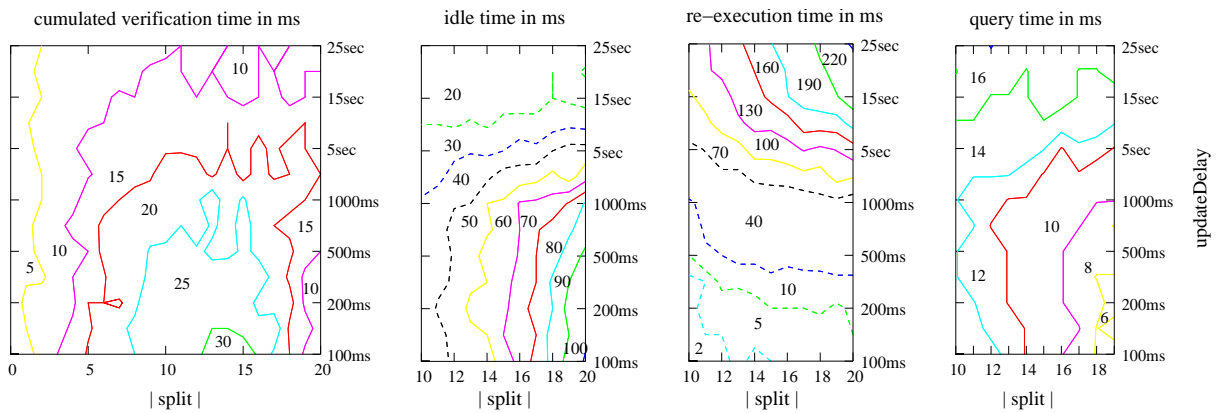 cumulated verification time in ms
10
15
20
15
10
5
25
10
30
0
5
10
15
20
25sec
15sec
5sec
1000ms
500ms
200ms
100ms
| split |
idle time in ms
20
30
40
50
60
70
80
90
100
10
12
14
16
18
20
25sec
15sec
5sec
1000ms
500ms
200ms
100ms
| split |
re−execution time in ms
220
160
190
130
100
70
40
10
5
2
10
12
14
16
18
20
25sec
15sec
5sec
1000ms
500ms
200ms
100ms
| split |
query time in ms
16
14
10
12
8
6
10
12
14
16
18
25sec
15sec
5sec
1000ms
500ms
200ms
100ms
| split |
updateDelay